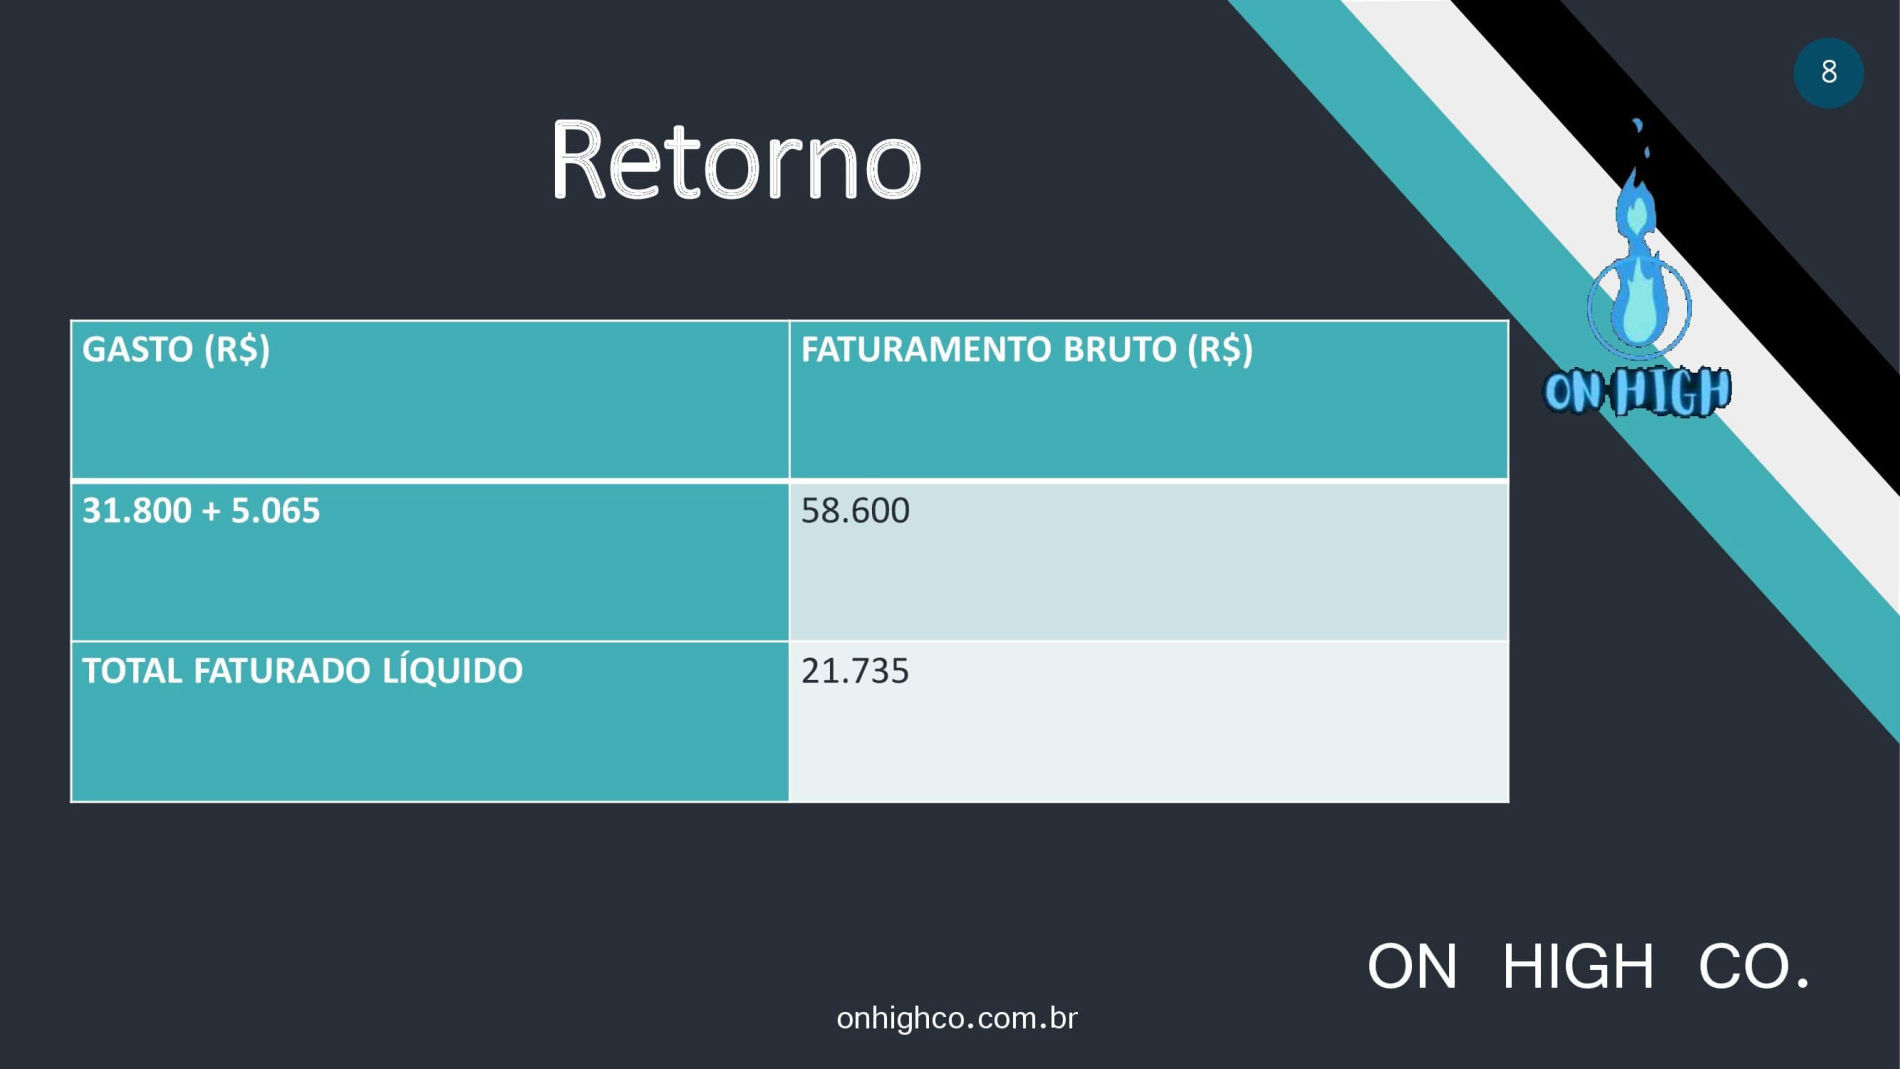 8
Retorno
GASTO (R$)
FATURAMENTO BRUTO (R$)
ON HIGH
31.800 + 5.065
58.600
TOTAL FATURADO LÍQUIDO
21.735
ON HIGH CO.
onhighco.com.br